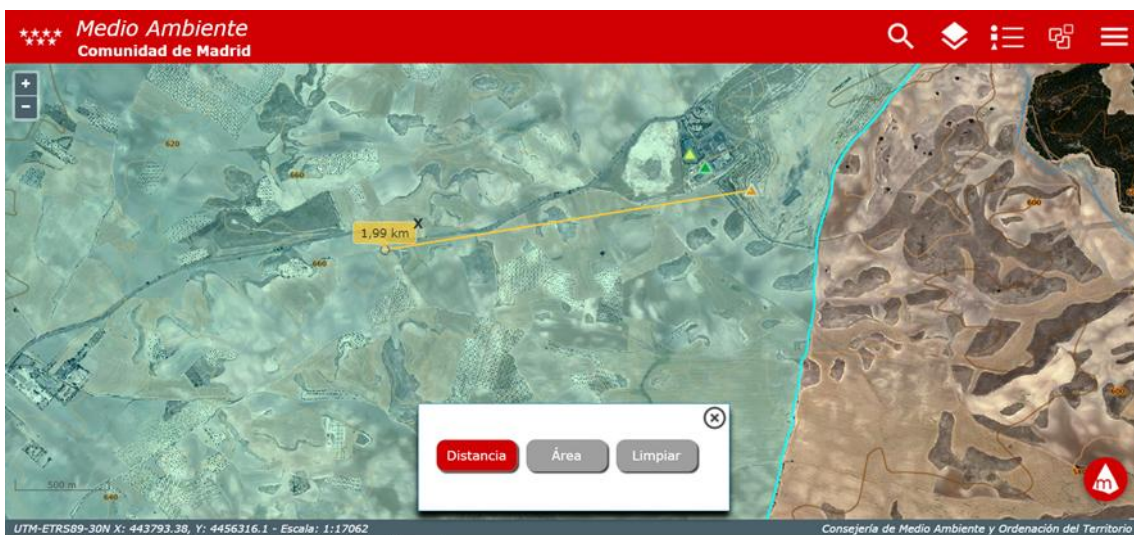 Medio Ambiente
Comunidad de Madrid
+
-
620
660
1,99 km
X
660
600
Distancia
Área
Limpiar
500 m
640
m
UTM-ETRS89-30N X: 443793.38, Y: 4456316.1 - Escala: 1:17062
Consejería de Medio Ambiente y Ordenación del Territorio